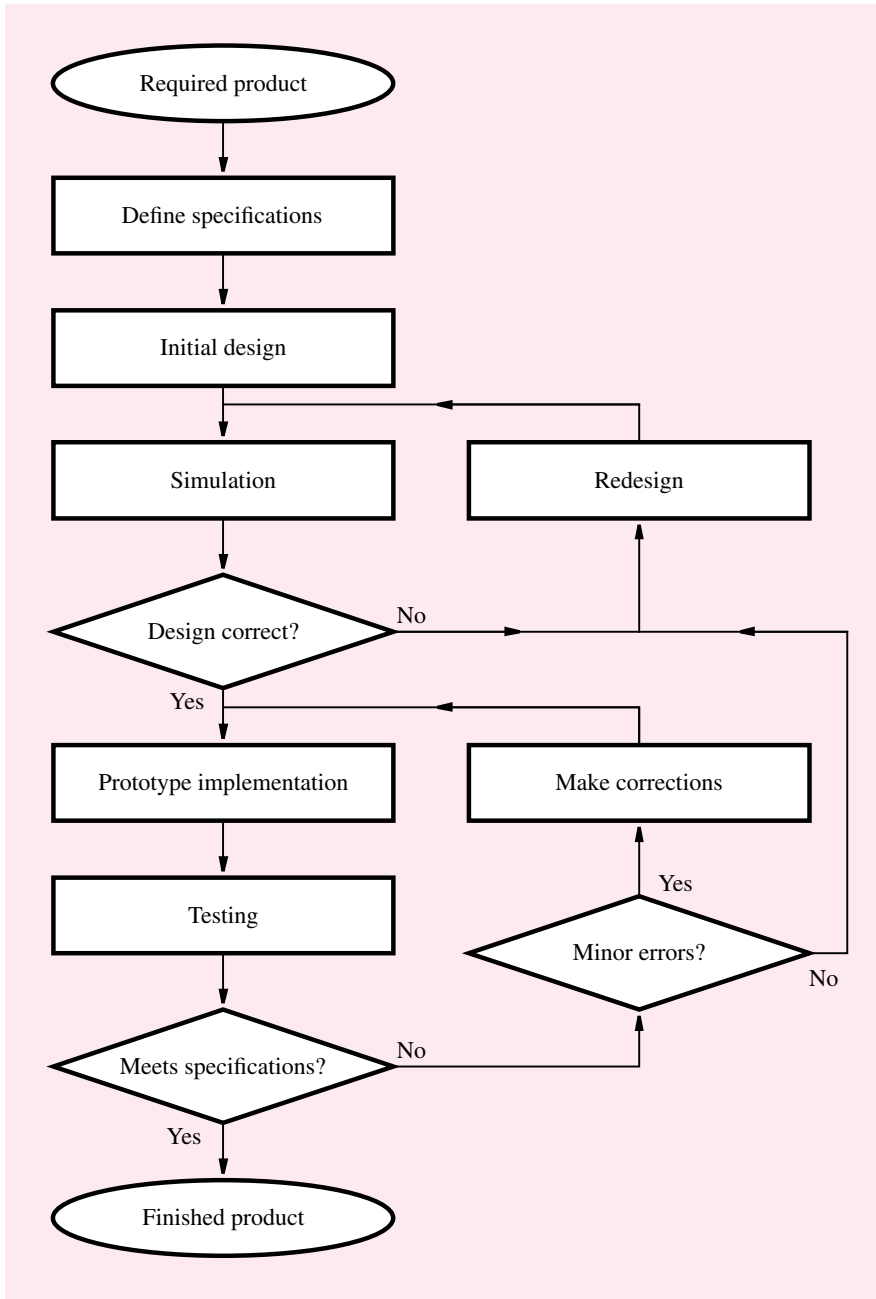 Required product
Define specifications
Initial design
Simulation
Redesign
Design correct?
No
Yes
Prototype implementation
Make corrections
Testing
Yes
Minor errors?
No
Meets specifications?
No
Yes
Finished product